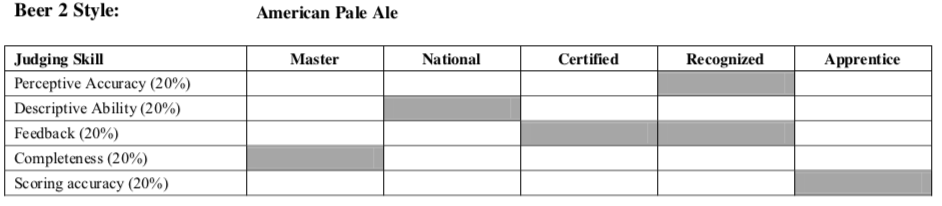 Beer 2 Style: American Pale Ale
Judging Skill Master National Certified Recognized Apprentice
Perceptive Accuracy (20%)
Descriptive Ability (20%)
Feedback (20%)
Completeness (20%)
Scoring accuracy (20%)